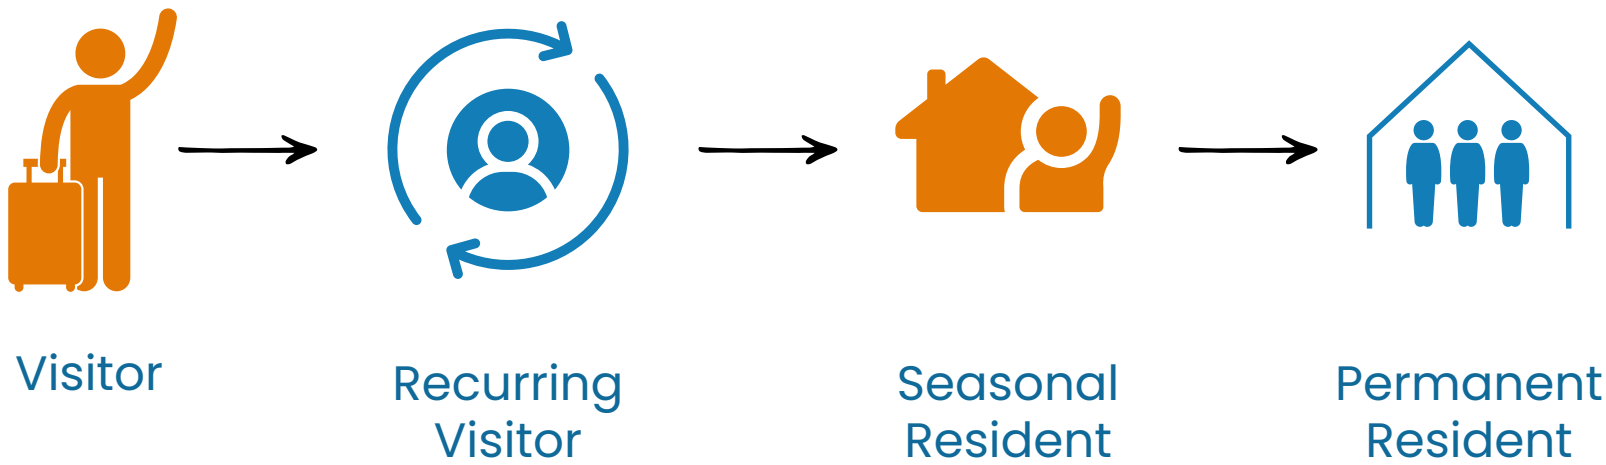 Visitor
Recurring
Visitor
Seasonal
Resident
Permanent
Resident